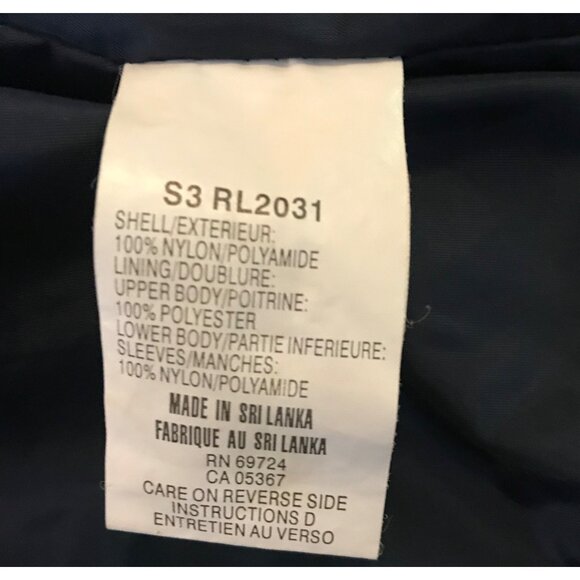 S3 RL2031
SHELL/EXTERIEUR:
100% NYLON/POLYAMIDE
LINING/DOUBLURE:
UPPER BODY/POITRINE:
100% POLYESTER
LOWER BODY/PARTIE INFERIEURE:
SLEEVES/MANCHES:
100% NYLON/POLYAMIDE
MADE IN SRI LANKA
FABRIQUE AU SRI LANKA
RN 69724
CA 05367
CARE ON REVERSE SIDE
INSTRUCTIONS D
ENTRETIEN AU VERSO